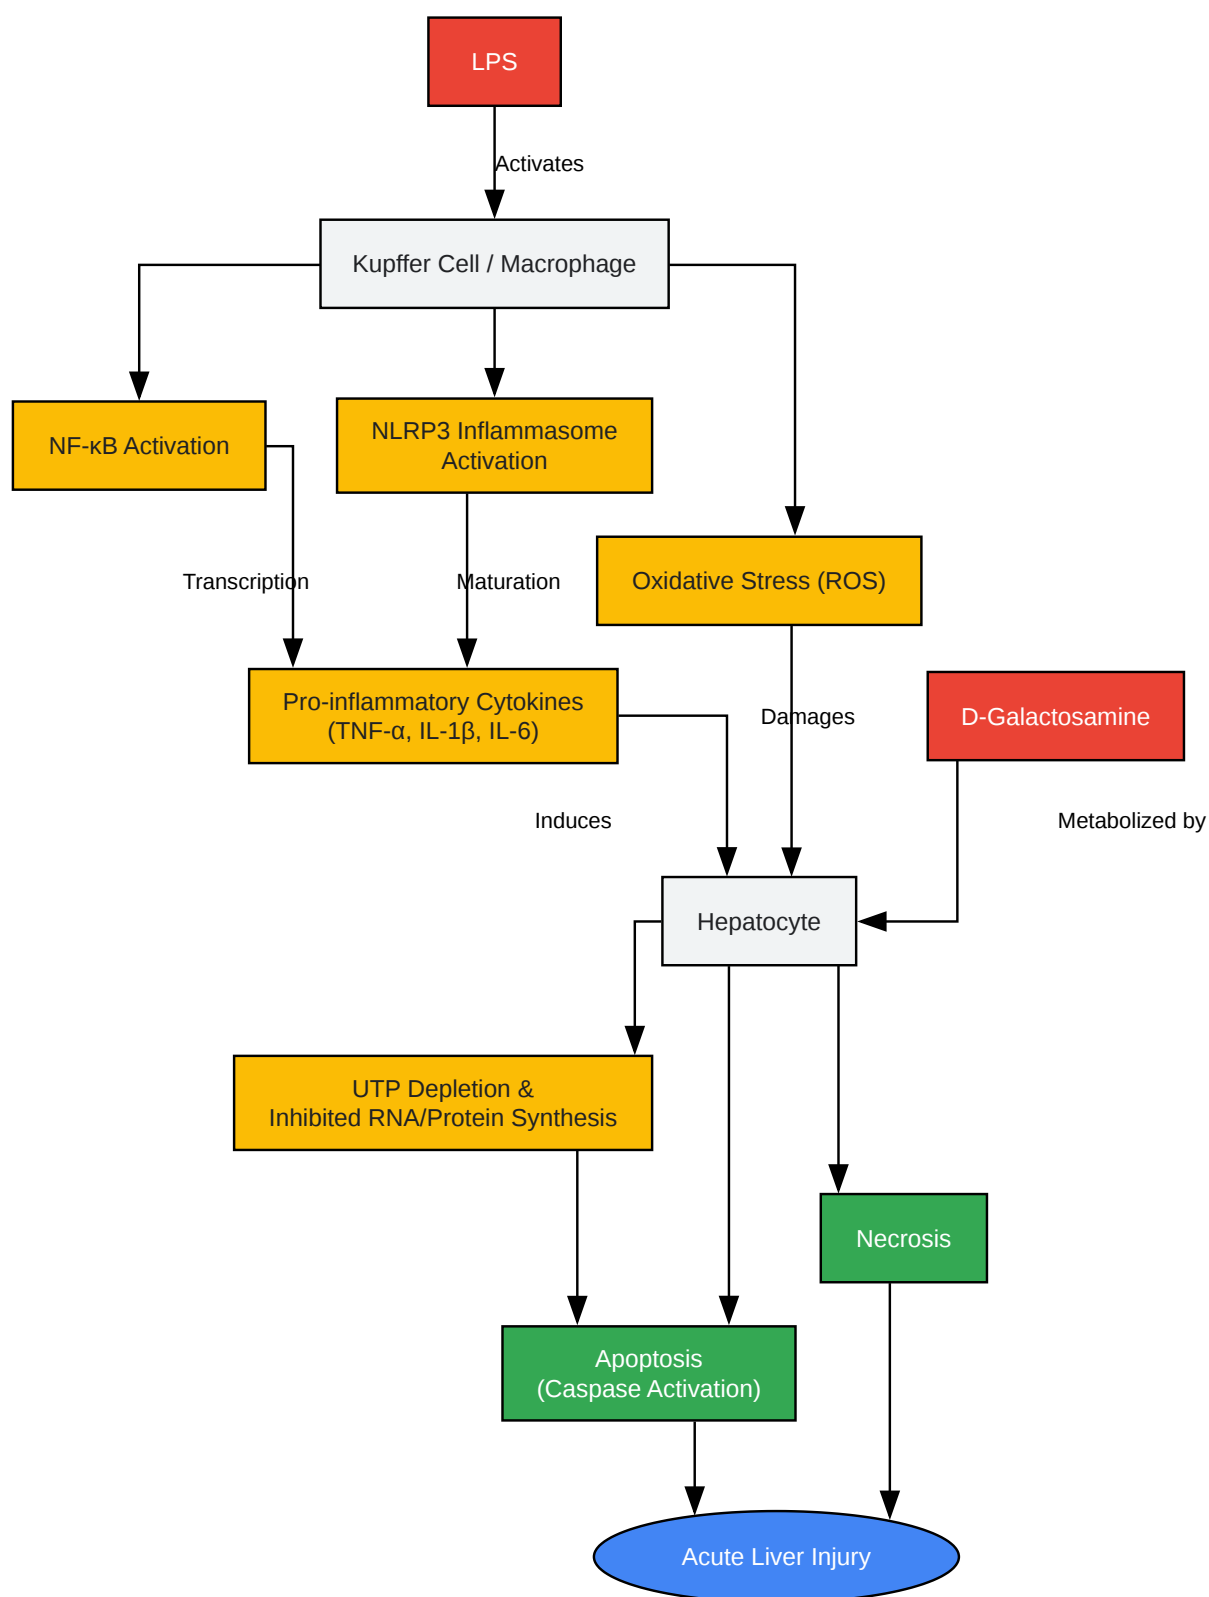 LPS
Activates
Kupffer Cell / Macrophage
NF-κB Activation
NLRP3 Inflammasome
Activation
Transcription
Maturation
Oxidative Stress (ROS)
Pro-inflammatory Cytokines
(TNF-α, IL-1β, IL-6)
Damages
D-Galactosamine
Induces
Metabolized by
Hepatocyte
UTP Depletion &
Inhibited RNA/Protein Synthesis
Necrosis
Apoptosis
(Caspase Activation)
Acute Liver Injury